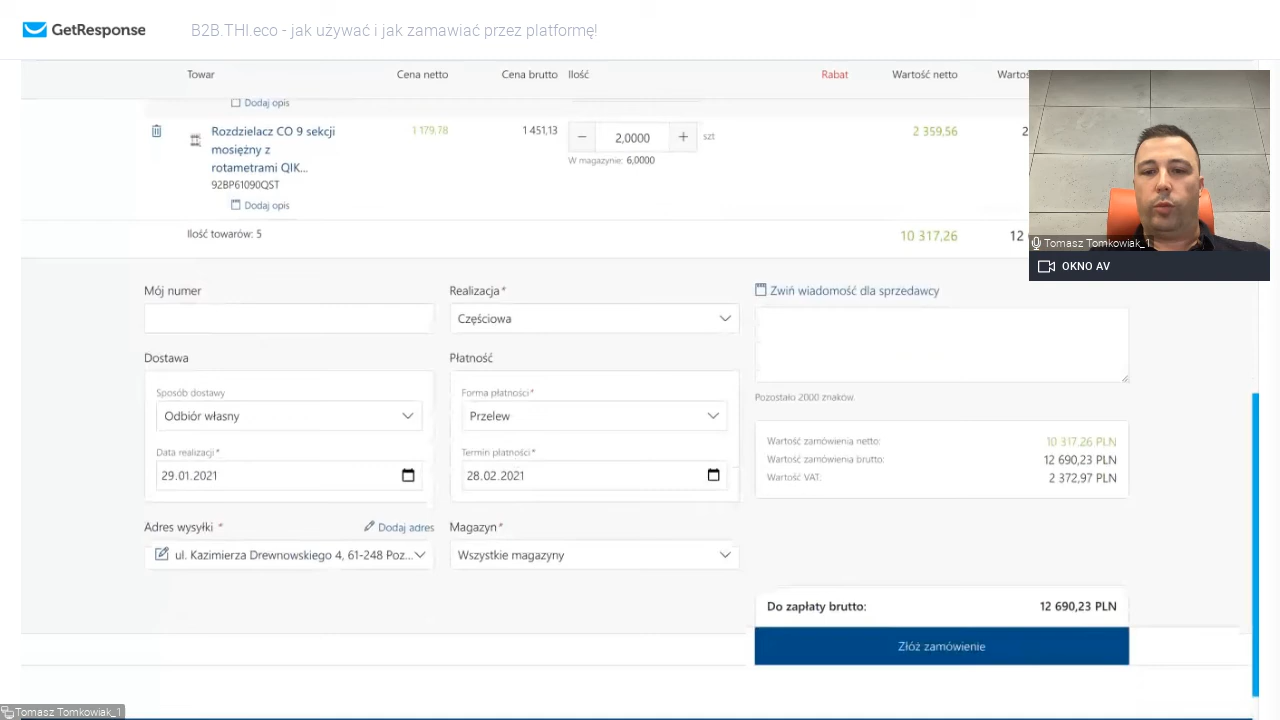 GetResponse
B2B.THI.eco - jak używać i jak zamawiać przez platformę!
Towar Cena netto Cena brutto Ilość Rabat Wartość netto
Dodaj opis
Rozdzielacz CO 9 sekcji 1 179,78 1 451,13 2,0000 szt 2 359,56 2
mosiężny z
rotametrami QIK...
W magazynie: 6,0000
92BP61090QST
Dodaj opis
Ilość towarów: 5 10 317,26 12
Tomasz Tomkowiak_1
OKNO AV
Mój numer
Realizacja*
Częściowa
Zwiń wiadomość dla sprzedawcy
Pozostało 2000 znaków.
Dostawa
Sposób dostawy
Odbiór własny
Data realizacji*
29.01.2021
Płatność
Forma płatności*
Przelew
Termin płatności*
28.02.2021
Wartość zamówienia netto: 10 317,26 PLN
Wartość zamówienia brutto: 12 690,23 PLN
Wartość VAT: 2 372,97 PLN
Adres wysyłki * Dodaj adres
ul. Kazimierza Drewnowskiego 4, 61-248 Poz...
Magazyn*
Wszystkie magazyny
Do zapłaty brutto: 12 690,23 PLN
Złóż zamówienie
Tomasz Tomkowiak_1